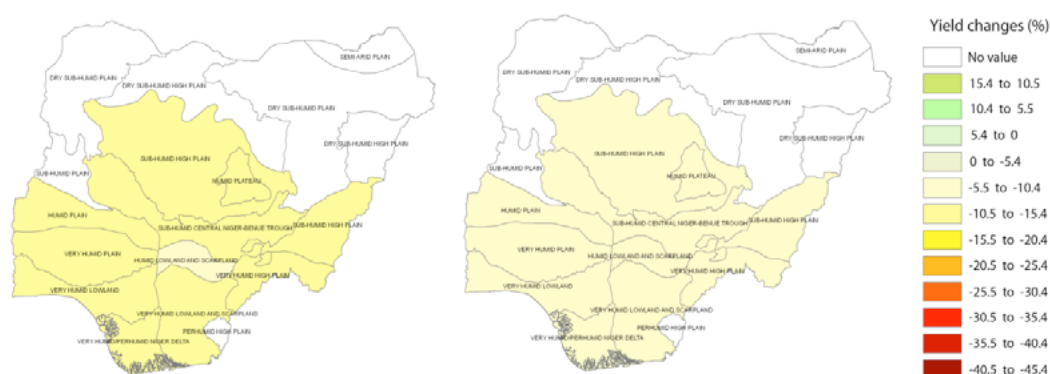 SEMI-ARID PLAIN
DRY SUB-HUMID PLAIN
DRY SUB-HUMID HIGH PLAIN
DRY SUB-HUMID PLAIN
DRY SUB-HUMID HIGH PLAIN
SUB-HUMID HIGH PLAIN
SUB-HUMID PLAIN
HUMID PLATEAU
HUMID PLAIN
SUB-HUMID CENTRAL NIGER-BENUE TROUGH
SUB-HUMID HIGH PLAIN
VERY HUMID PLAIN
HUMID LOWLAND AND SCARPLAND
VERY HUMID HIGH PLAIN
VERY HUMID LOWLAND
VERY HUMID LOWLAND AND SCARPLAND
PERHUMID HIGH PLAIN
VERY HUMID/PERHUMID NIGER DELTA
SEMI-ARID PLAIN
DRY SUB-HUMID PLAIN
DRY SUB-HUMID HIGH PLAIN
DRY SUB-HUMID PLAIN
DRY SUB-HUMID HIGH PLAIN
SUB-HUMID HIGH PLAIN
SUB-HUMID PLAIN
HUMID PLATEAU
HUMID PLAIN
SUB-HUMID CENTRAL NIGER-BENUE TROUGH
SUB-HUMID HIGH PLAIN
VERY HUMID PLAIN
HUMID LOWLAND AND SCARPLAND
VERY HUMID HIGH PLAIN
VERY HUMID LOWLAND
VERY HUMID LOWLAND AND SCARPLAND
PERHUMID HIGH PLAIN
VERY HUMID/PERHUMID NIGER DELTA
Yield changes (%)
No value
15.4 to 10.5
10.4 to 5.5
5.4 to 0
0 to -5.4
-5.5 to -10.4
-10.5 to -15.4
-15.5 to -20.4
-20.5 to -25.4
-25.5 to -30.4
-30.5 to -35.4
-35.5 to -40.4
-40.5 to -45.4